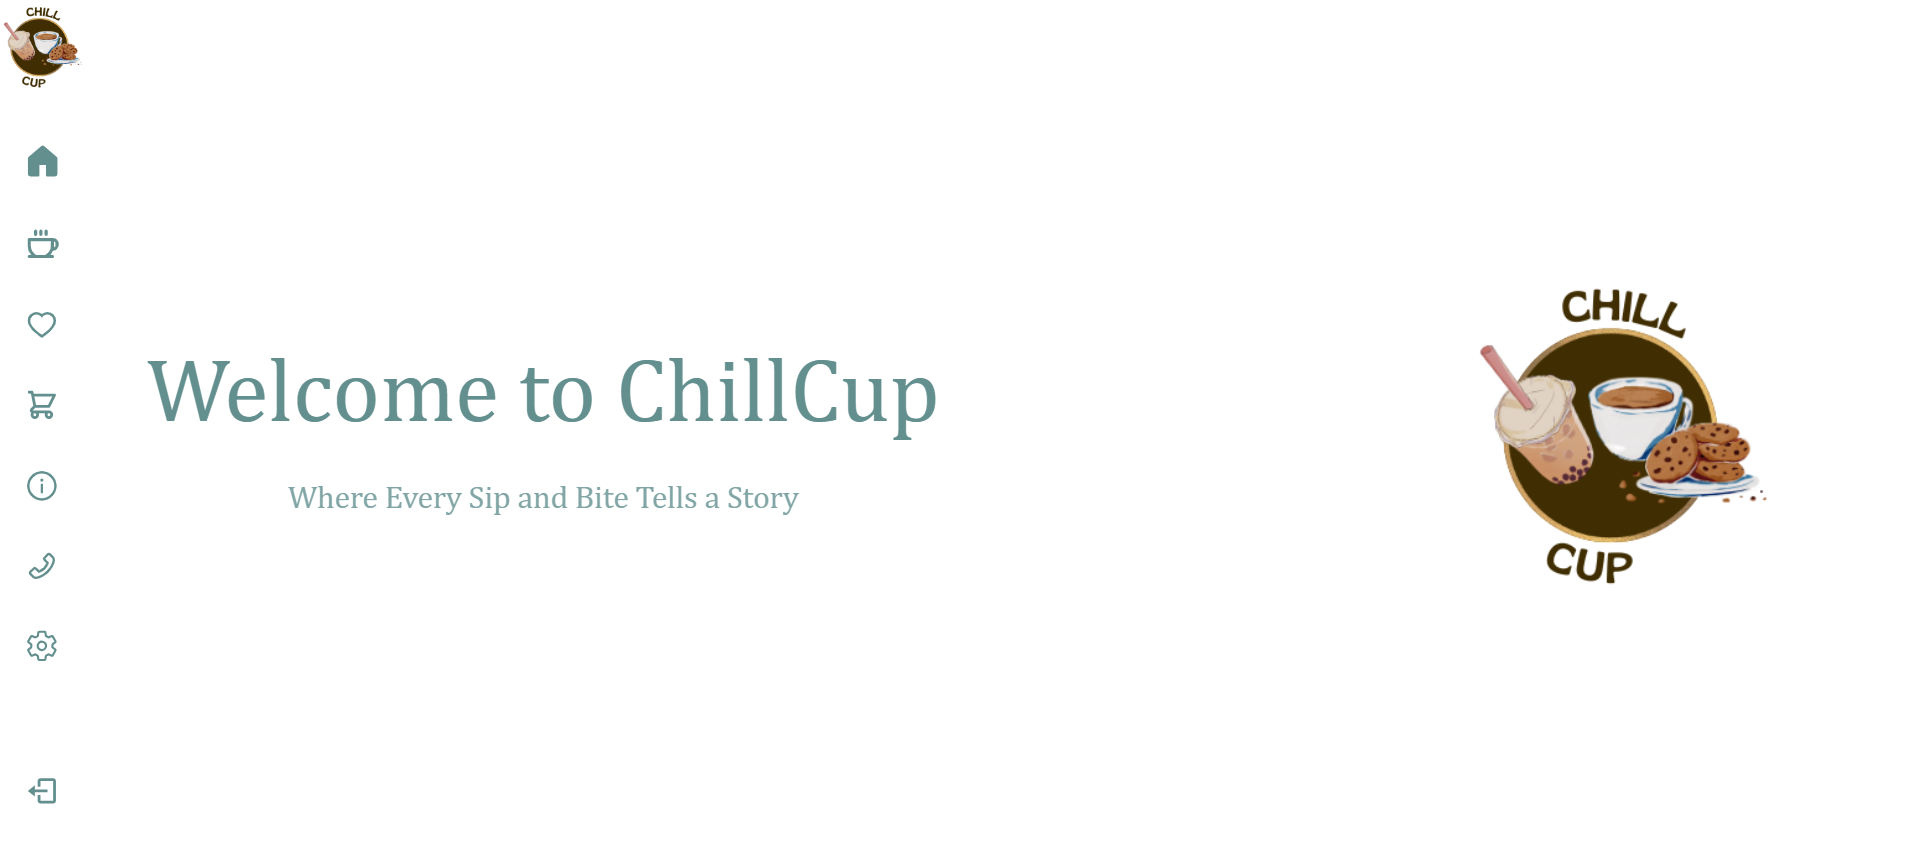 CHILL
CUP
Welcome to ChillCup
Where Every Sip and Bite Tells a Story
CHILL
CUP